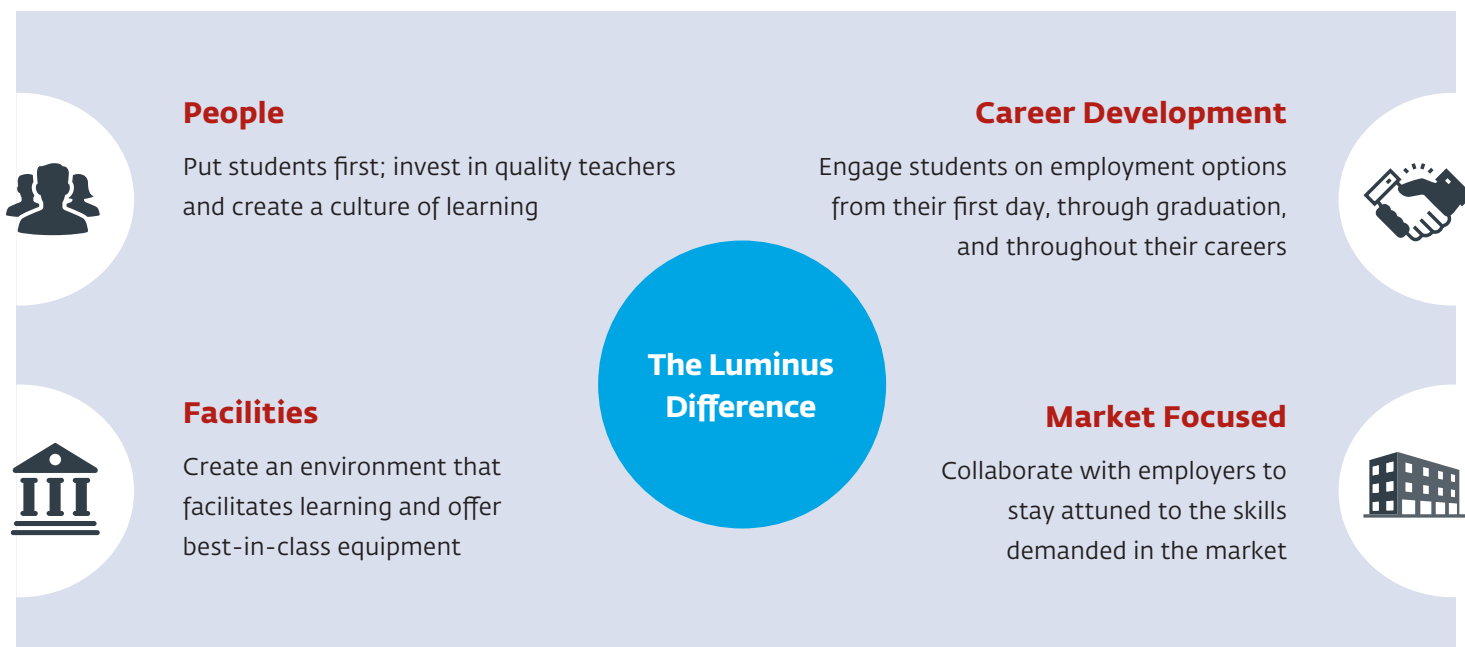 People
Put students first; invest in quality teachers
and create a culture of learning
Career Development
Engage students on employment options
from their first day, through graduation,
and throughout their careers
The Luminus
Difference
Facilities
Create an environment that
facilitates learning and offer
best-in-class equipment
Market Focused
Collaborate with employers to
stay attuned to the skills
demanded in the market